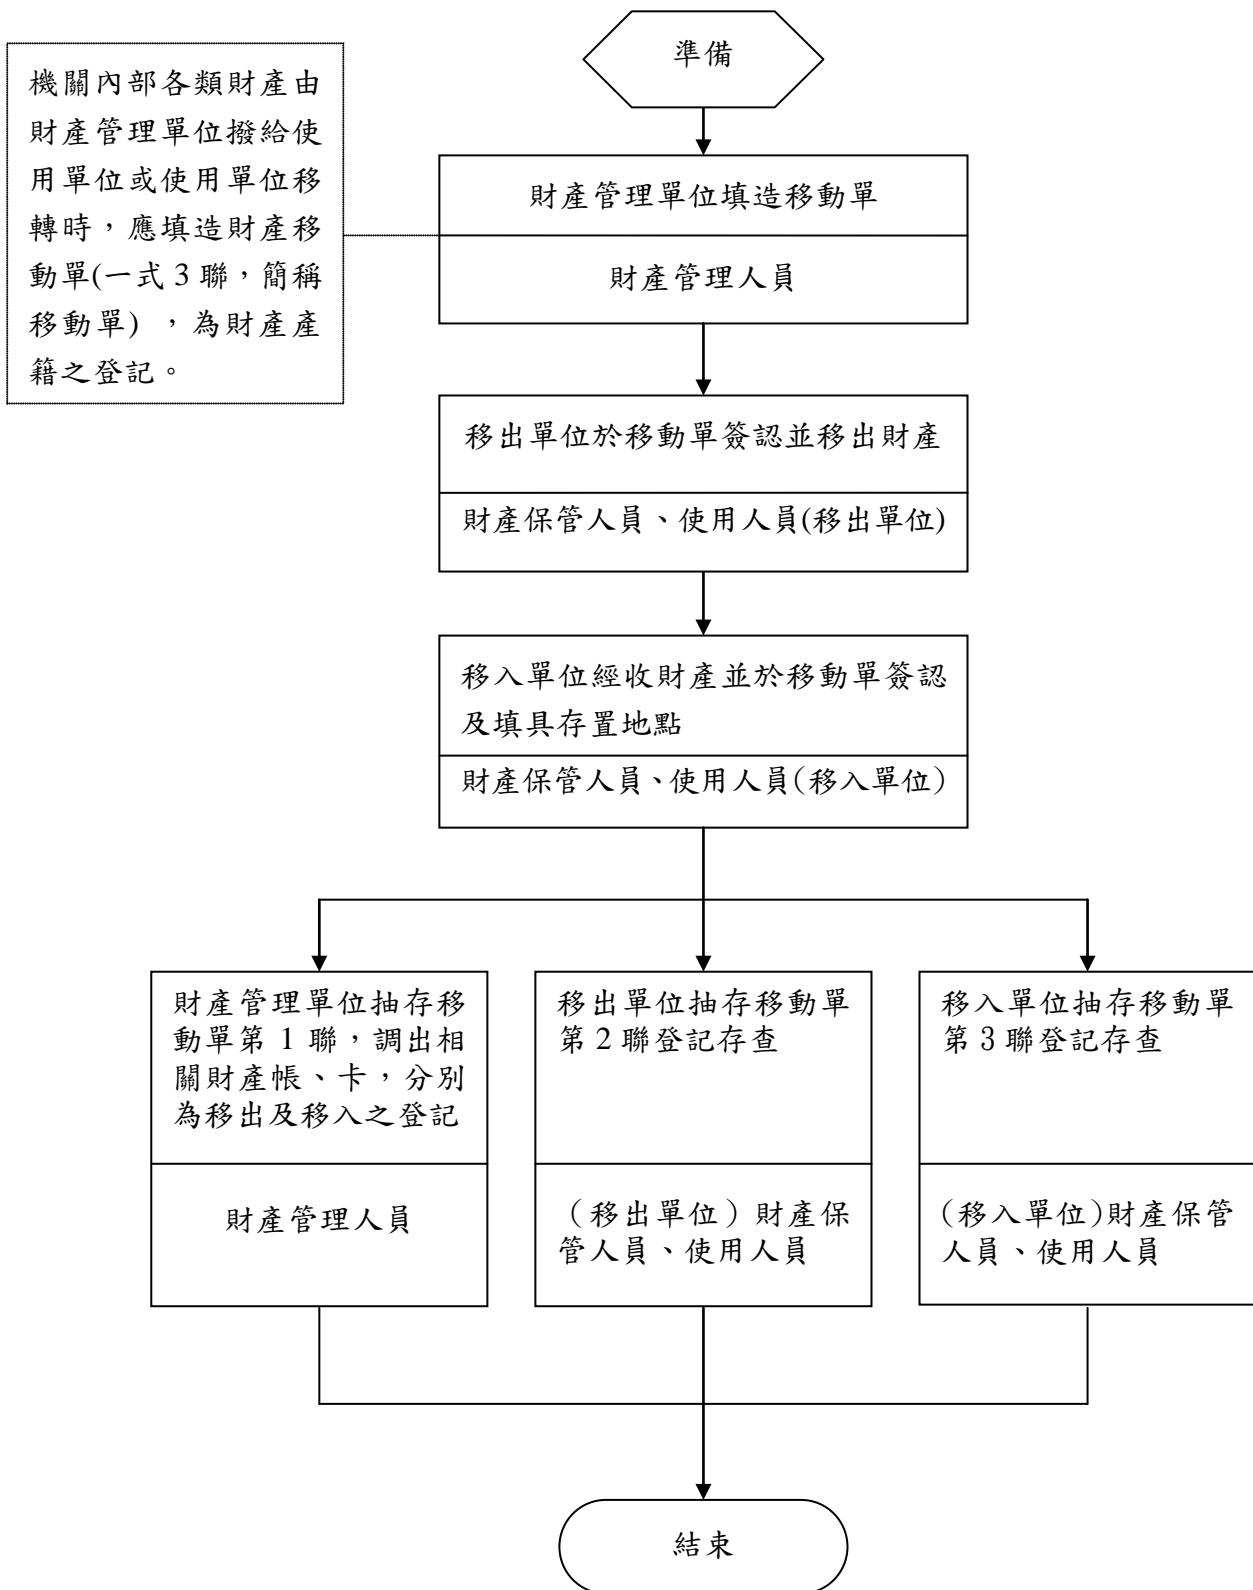 準備
機關內部各類財產由
財產管理單位撥給使
用單位或使用單位移
轉時，應填造財產移
動單(一式 3 聯，簡稱
移動單) ，為財產產
籍之登記。
財產管理單位填造移動單
財產管理人員
移出單位於移動單簽認並移出財產
財產保管人員、使用人員(移出單位)
移入單位經收財產並於移動單簽認
及填具存置地點
財產保管人員、使用人員(移入單位)
財產管理單位抽存移
動單第 1 聯，調出相
關財產帳、卡，分別
為移出及移入之登記
財產管理人員
移出單位抽存移動單
第 2 聯登記存查
（移出單位）財產保
管人員、使用人員
移入單位抽存移動單
第 3 聯登記存查
(移入單位)財產保管
人員、使用人員
結束